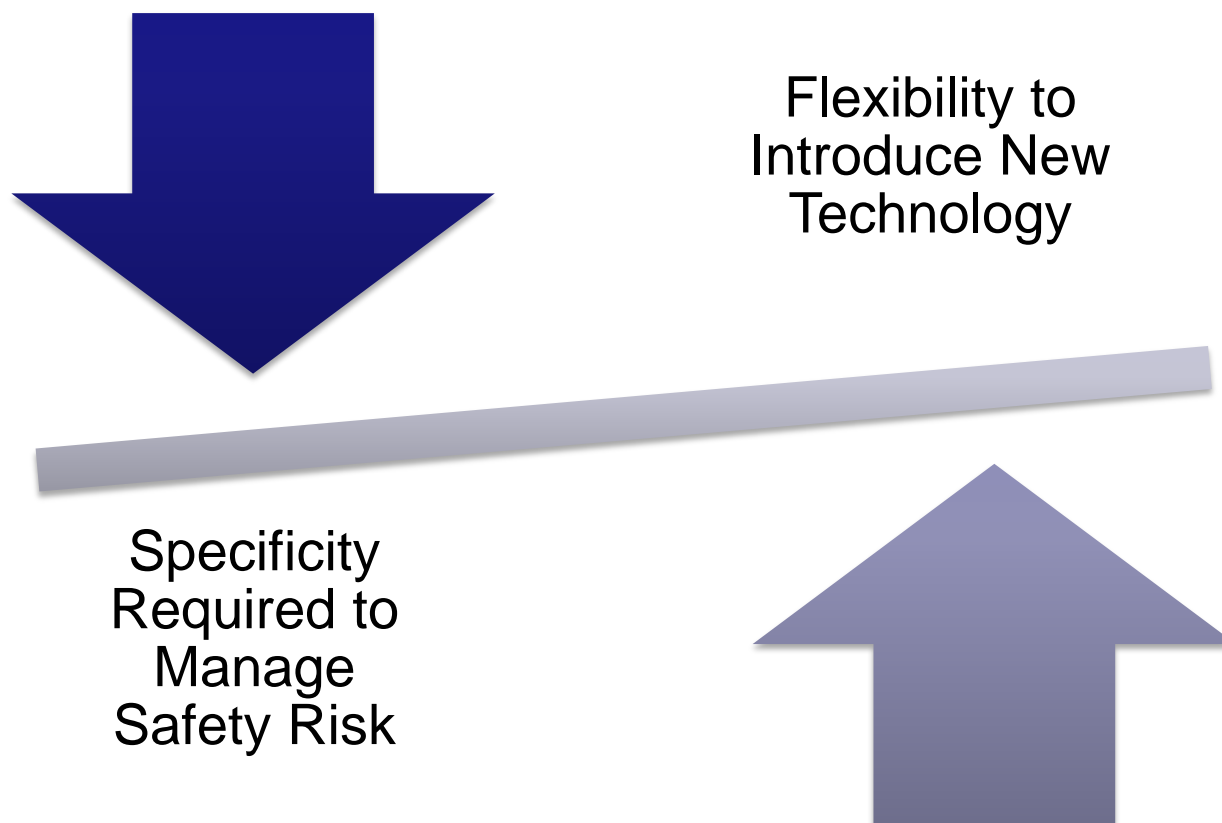 Flexibility to
Introduce New
Technology
Specificity
Required to
Manage
Safety Risk